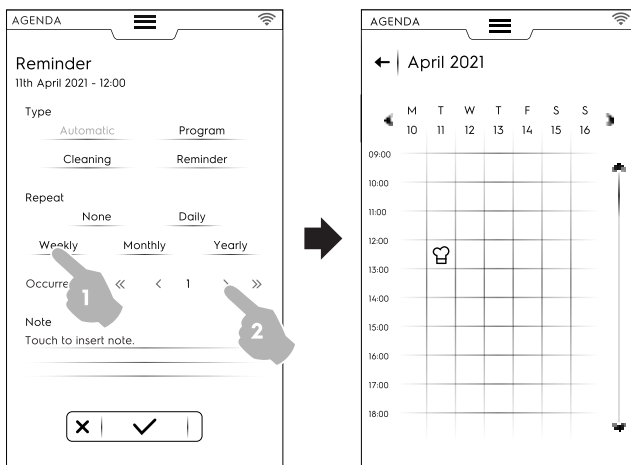 AGENDA
Reminder
11th April 2021 - 12:00
Type
Automatic Program
Cleaning Reminder
Repeat
None Daily
Weekly Monthly Yearly
Occurre « < 1 > »
1
2
Note
Touch to insert note.
AGENDA
April 2021
M T W T F S S
10 11 12 13 14 15 16
09:00
10:00
11:00
12:00
13:00
14:00
15:00
16:00
17:00
18:00